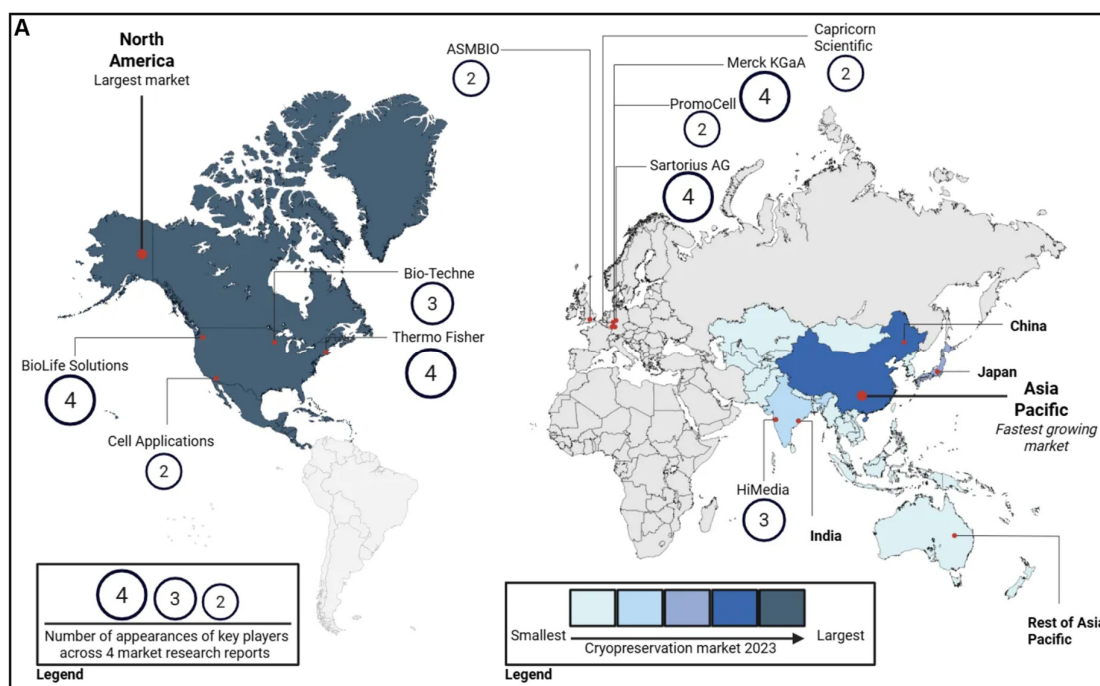 A
North
America
Largest market
ASMBIO
2
Capricorn
Scientific
2
Merck KGaA
4
PromoCell
2
Sartorius AG
4
Bio-Techne
3
Thermo Fisher
4
BioLife Solutions
4
Cell Applications
2
China
Japan
Asia
Pacific
Fastest growing
market
HiMedia
3
India
Rest of Asia
Pacific
4 3 2
Number of appearances of key players
across 4 market research reports
Legend
Smallest Largest
Cryopreservation market 2023
Legend